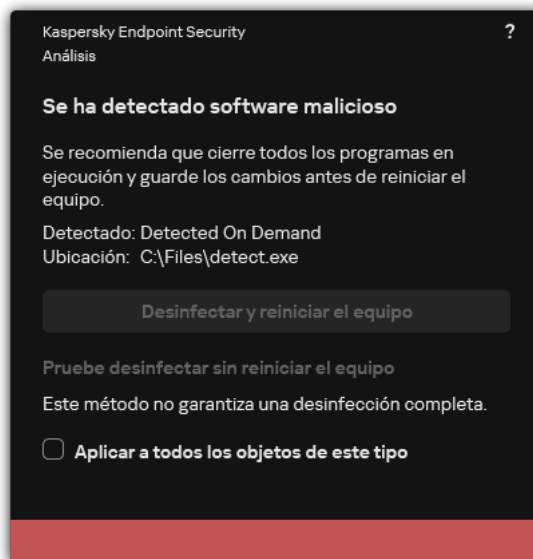 Kaspersky Endpoint Security
?
Análisis
Se ha detectado software malicioso
Se recomienda que cierre todos los programas en
ejecución y guarde los cambios antes de reiniciar el
equipo.
Detectado: Detected On Demand
Ubicación: C:\Files\detect.exe
Desinfectar y reiniciar el equipo
Pruebe desinfectar sin reiniciar el equipo
Este método no garantiza una desinfección completa.
Aplicar a todos los objetos de este tipo